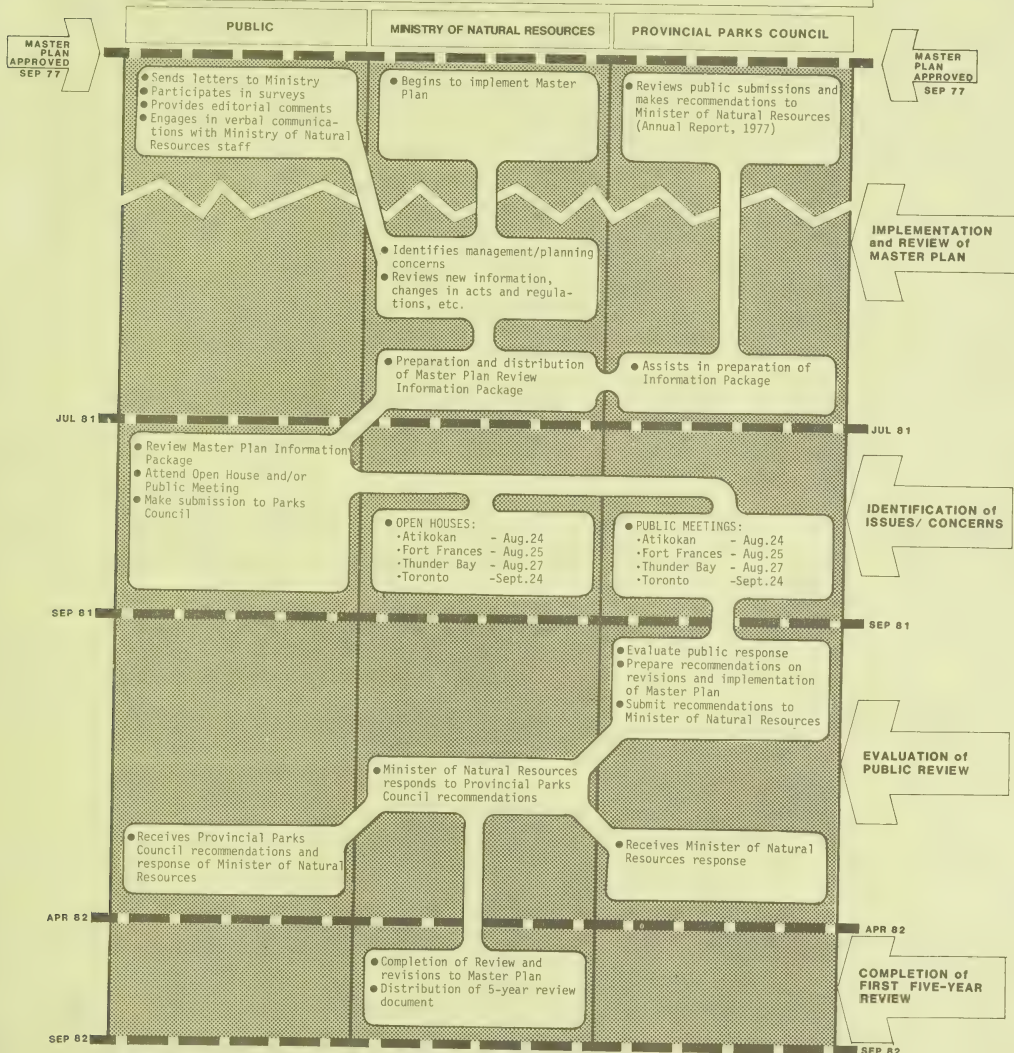 PUBLIC
MINISTRY OF NATURAL RESOURCES
PROVINCIAL PARKS COUNCIL
MASTER
PLAN
APPROVED
SEP 77
MASTER
PLAN
APPROVED
SEP 77
● Sends letters to Ministry
● Participates in surveys
● Provides editorial comments
● Engages in verbal communica-
tions with Ministry of Natural
Resources staff
● Begins to implement Master
Plan
● Reviews public submissions and
makes recommendations to
Minister of Natural Resources
(Annual Report, 1977)
IMPLEMENTATION
and REVIEW of
MASTER PLAN
● Identifies management/planning
concerns
● Reviews new information,
changes in acts and regula-
tions, etc.
● Preparation and distribution
of Master Plan Review
Information Package
● Assists in preparation of
Information Package
JUL 81
JUL 81
● Review Master Plan Information
Package
● Attend Open House and/or
Public Meeting
● Make submission to Parks
Council
● OPEN HOUSES:
·Atikokan - Aug.24
·Fort Frances - Aug.25
·Thunder Bay - Aug.27
·Toronto -Sept.24
● PUBLIC MEETINGS:
·Atikokan - Aug.24
·Fort Frances - Aug.25
·Thunder Bay - Aug.27
·Toronto -Sept.24
IDENTIFICATION of
ISSUES/ CONCERNS
SEP 81
SEP 81
● Evaluate public response
● Prepare recommendations on
revisions and implementation
of Master Plan
● Submit recommendations to
Minister of Natural Resources
EVALUATION of
PUBLIC REVIEW
● Minister of Natural Resources
responds to Provincial Parks
Council recommendations
● Receives Provincial Parks
Council recommendations and
response of Minister of Natural
Resources
● Receives Minister of Natural
Resources response
APR 82
APR 82
● Completion of Review and
revisions to Master Plan
● Distribution of 5-year review
document
COMPLETION of
FIRST FIVE-YEAR
REVIEW
SEP 82
SEP 82